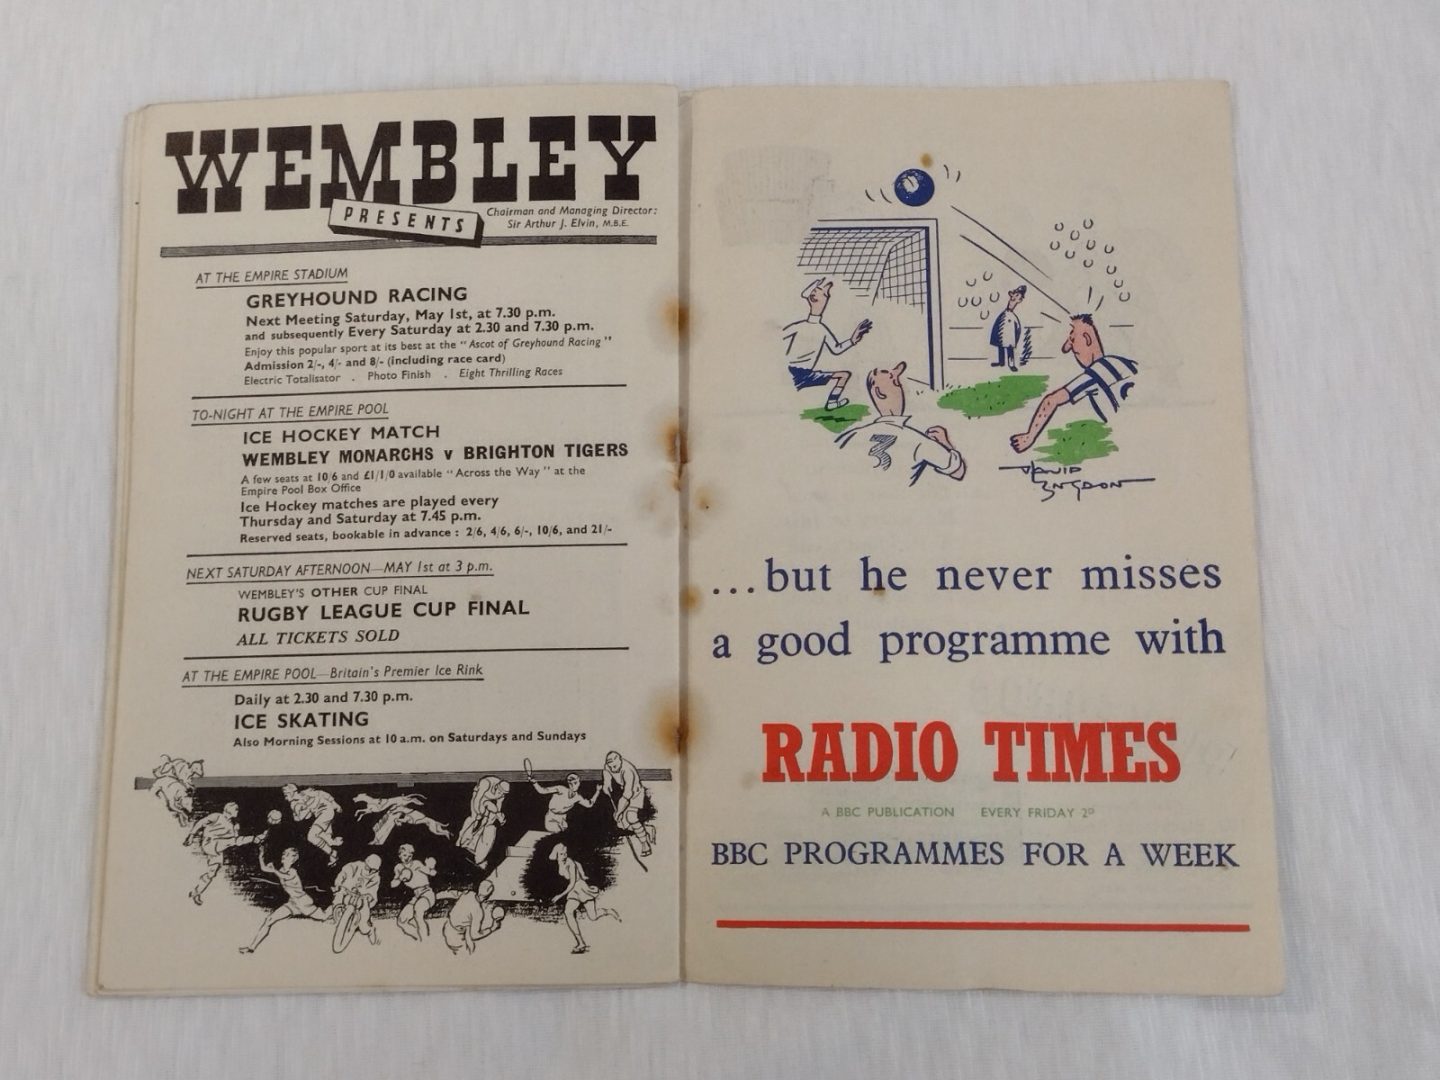 WEMBLEY
PRESENTS
Chairman and Managing Director:
Sir Arthur J. Elvin, M.B.E.
AT THE EMPIRE STADIUM
GREYHOUND RACING
Next Meeting Saturday, May 1st, at 7.30 p.m.
and subsequently Every Saturday at 2.30 and 7.30 p.m.
Enjoy this popular sport at its best at the "Ascot of Greyhound Racing"
Admission 2/-, 4/- and 8/- (including race card)
Electric Totalisator . Photo Finish . Eight Thrilling Races
TO-NIGHT AT THE EMPIRE POOL
ICE HOCKEY MATCH
WEMBLEY MONARCHS v BRIGHTON TIGERS
A few seats at 10/6 and £1/1/0 available "Across the Way" at the
Empire Pool Box Office
Ice Hockey matches are played every
Thursday and Saturday at 7.45 p.m.
Reserved seats, bookable in advance : 2/6, 4/6, 6/-, 10/6, and 21/-
NEXT SATURDAY AFTERNOON—MAY 1st at 3 p.m.
WEMBLEY'S OTHER CUP FINAL
RUGBY LEAGUE CUP FINAL
ALL TICKETS SOLD
AT THE EMPIRE POOL—Britain's Premier Ice Rink
Daily at 2.30 and 7.30 p.m.
ICE SKATING
Also Morning Sessions at 10 a.m. on Saturdays and Sundays
3
DAVID
LANGDON
...but he never misses
a good programme with
RADIO TIMES
A BBC PUBLICATION EVERY FRIDAY 2D
BBC PROGRAMMES FOR A WEEK